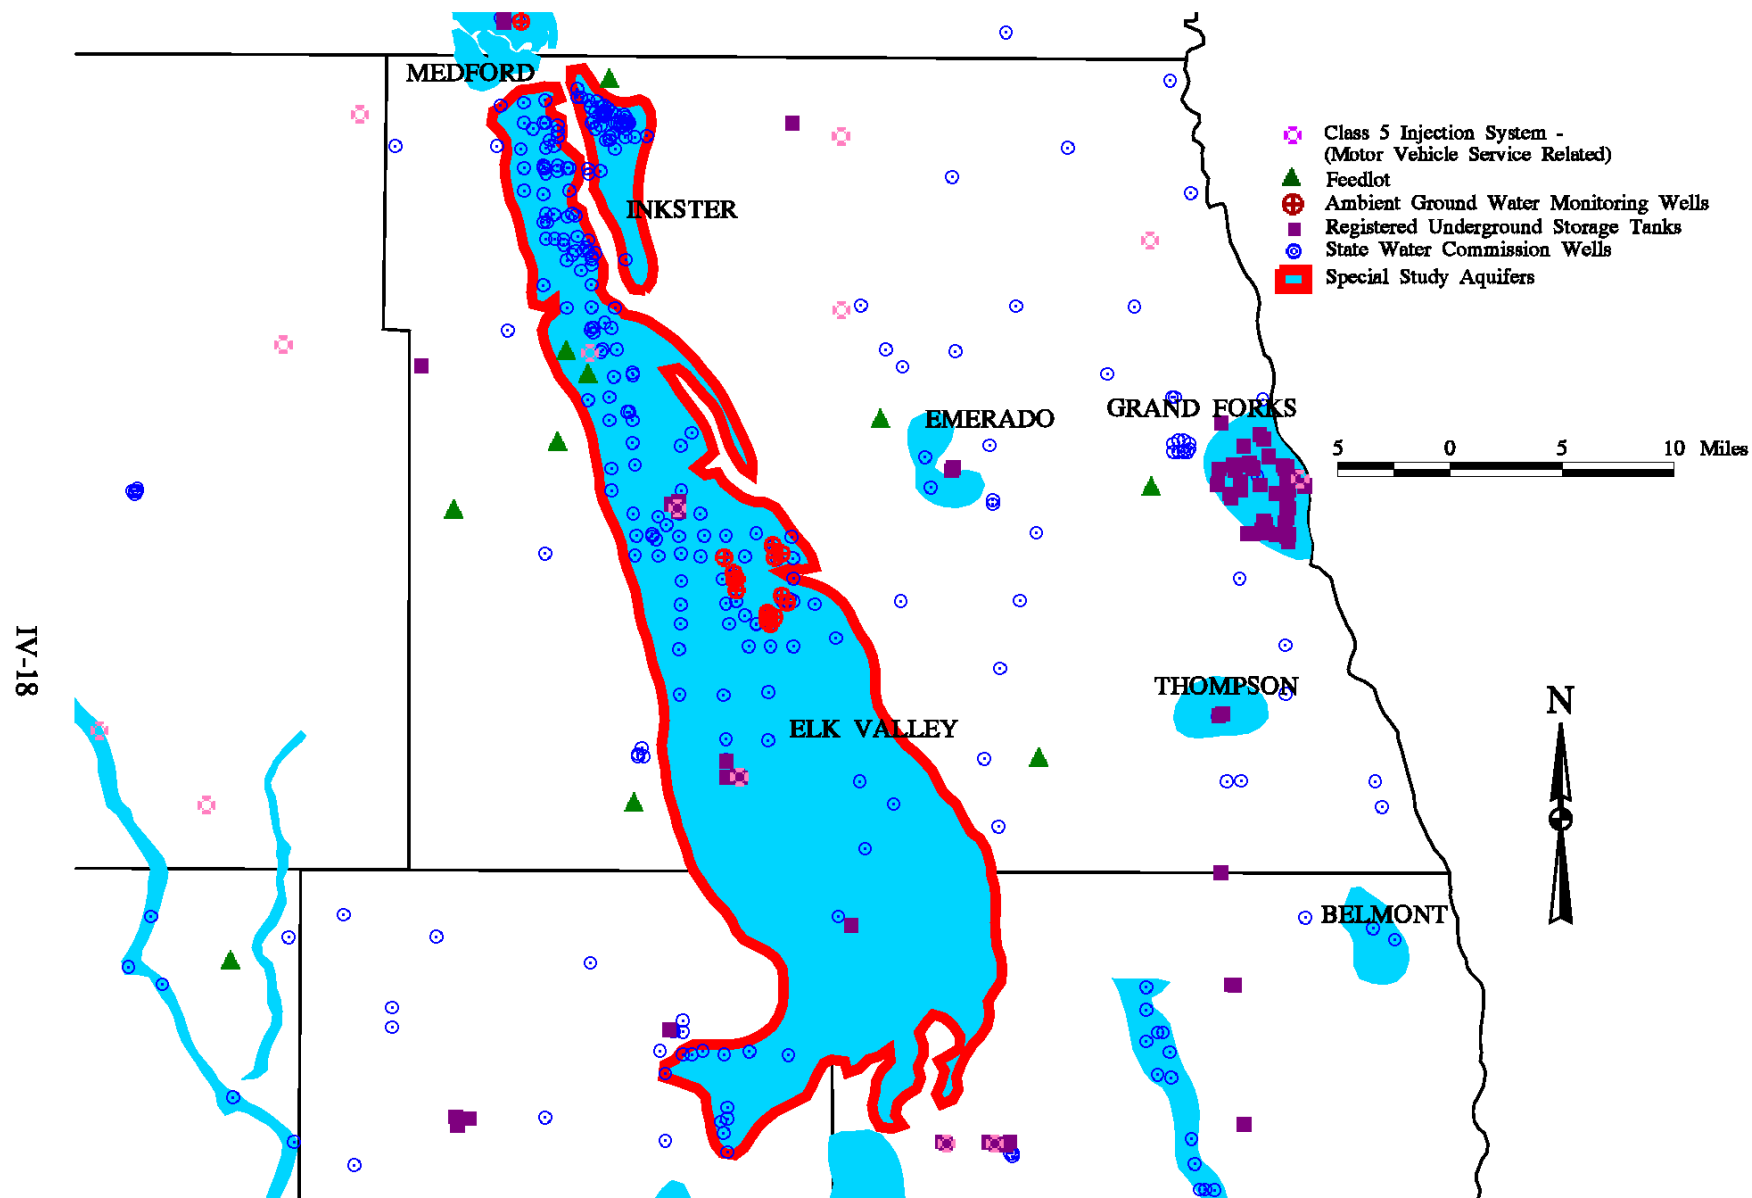 MEDFORD
Class 5 Injection System -
(Motor Vehicle Service Related)
Feedlot
Ambient Ground Water Monitoring Wells
Registered Underground Storage Tanks
State Water Commission Wells
Special Study Aquifers
INKSTER
EMERADO
GRAND FORKS
5 0 5 10 Miles
IV-18
THOMPSON
N
ELK VALLEY
BELMONT